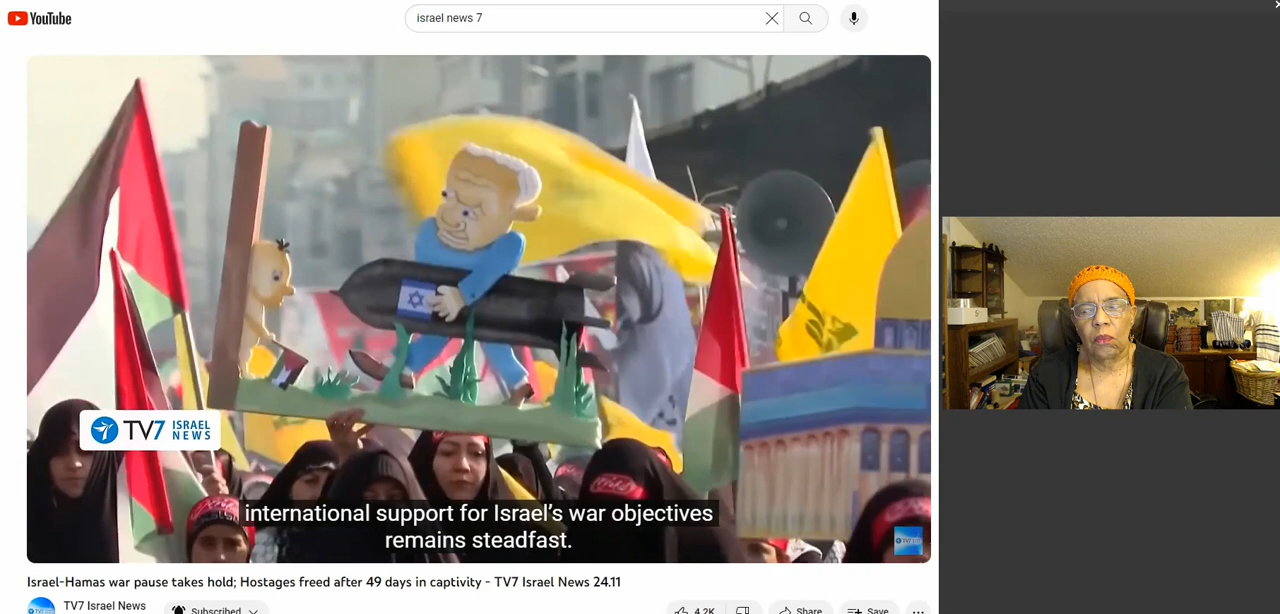 YouTube
israel news 7
TV7 ISRAEL
NEWS
international support for Israel's war objectives
remains steadfast.
Israel-Hamas war pause takes hold; Hostages freed after 49 days in captivity - TV7 Israel News 24.11
TV7 Israel News
Subscribed
4.2K
Share
Save